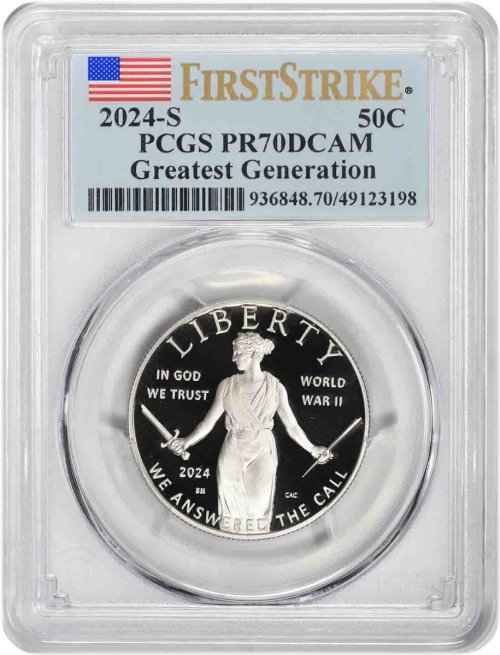 FIRSTSTRIKE®
2024-S 50C
PCGS PR70DCAM
Greatest Generation
936848.70/49123198
LIBERTY
IN GOD
WE TRUST
WORLD
WAR II
2024
BH
CAC
WE ANSWERED THE CALL